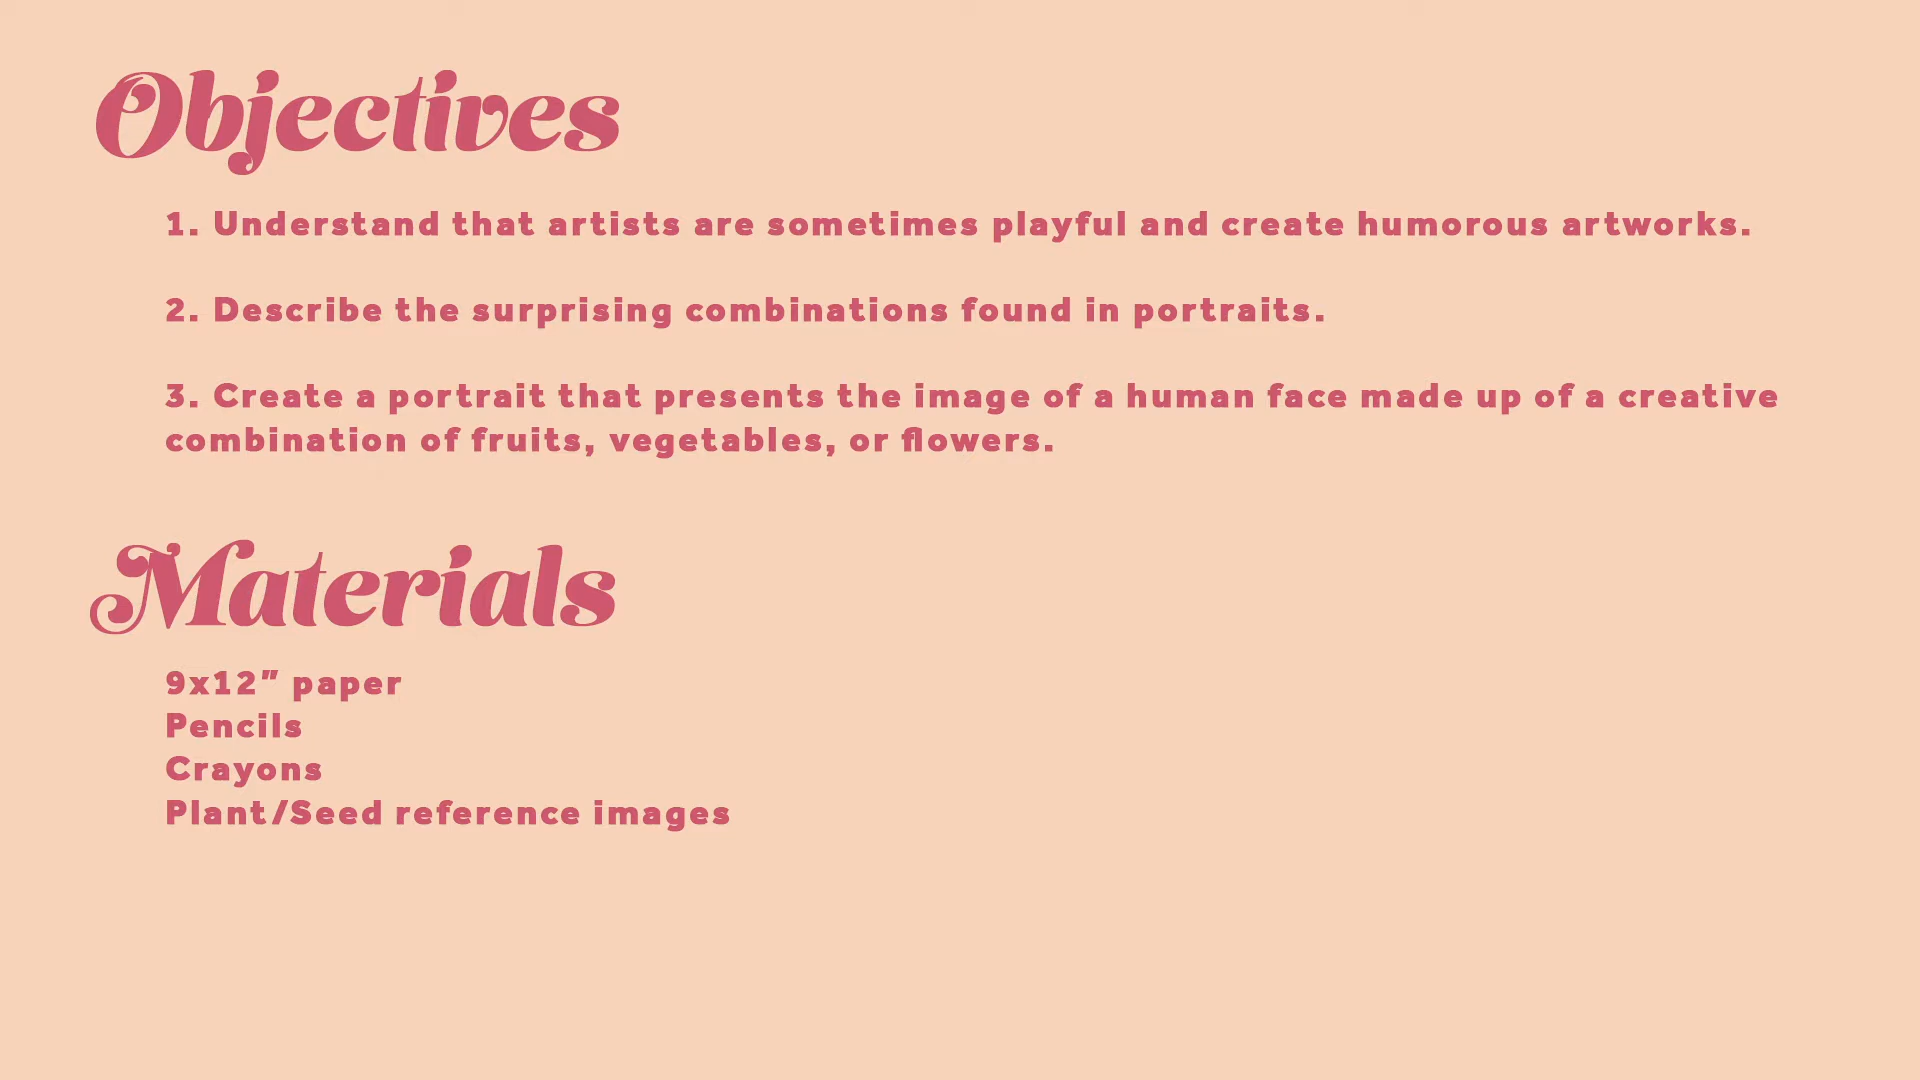 Objectives
1. Understand that artists are sometimes playful and create humorous artworks.
2. Describe the surprising combinations found in portraits.
3. Create a portrait that presents the image of a human face made up of a creative
combination of fruits, vegetables, or flowers.
Materials
9x12” paper
Pencils
Crayons
Plant/Seed reference images